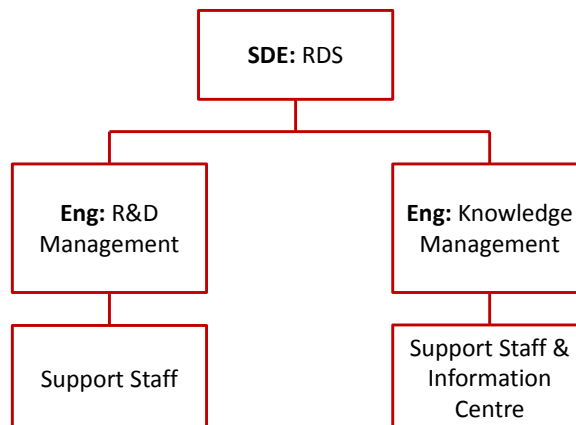 SDE: RDS
Eng: R&D
Management
Eng: Knowledge
Management
Support Staff
Support Staff &
Information
Centre